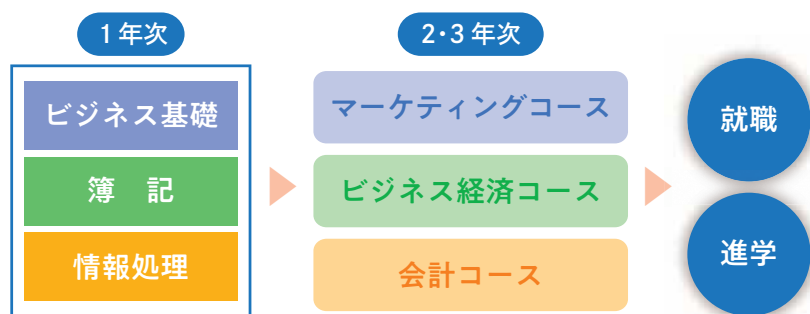 1年次
ビジネス基礎
簿　記
情報処理
2・3年次
マーケティングコース
ビジネス経済コース
会計コース
就職
進学